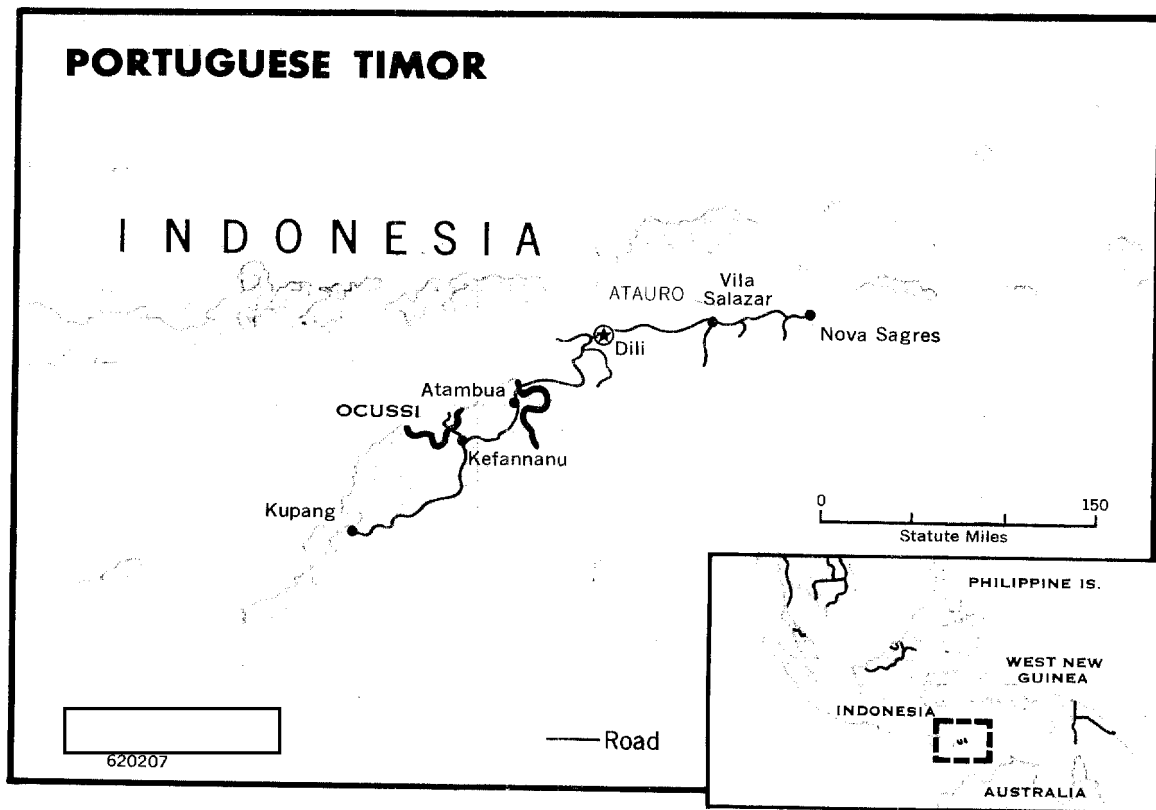 PORTUGUESE TIMOR
INDONESIA
ATAURO
Vila
Salazar
Nova Sagres
Dili
Atambua
OCUSSI
Kefannanu
Kupang
0
150
Statute Miles
Road
620207
PHILIPPINE IS.
WEST NEW
GUINEA
INDONESIA
AUSTRALIA